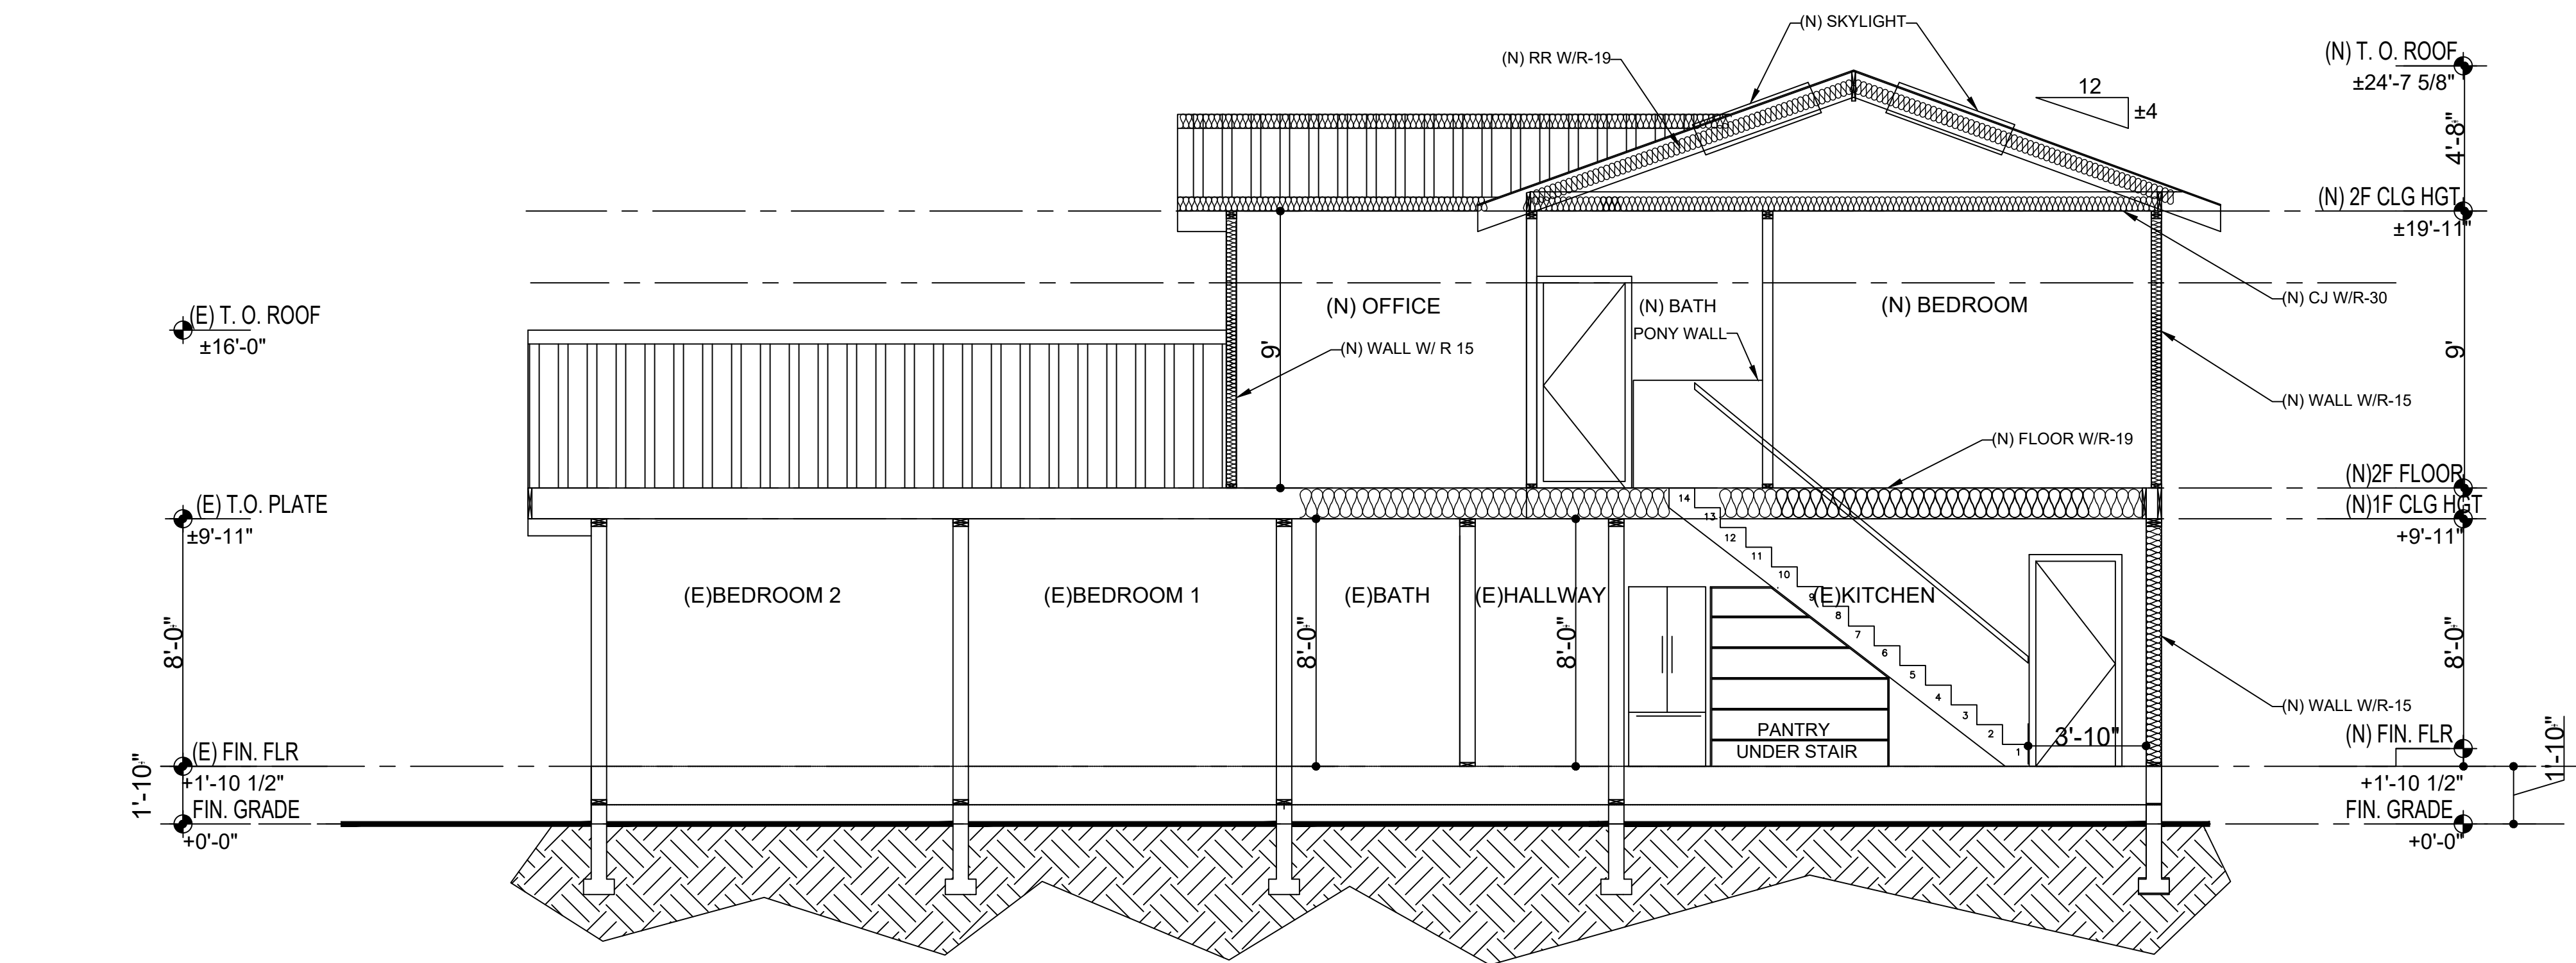 (N) SKYLIGHT
(N) RR W/R-19
12
±4
(N) T. O. ROOF
±24'-7 5/8"
4'-8"
(N) 2F CLG HGT
±19'-11"
(N) CJ W/R-30
(E) T. O. ROOF
±16'-0"
(N) OFFICE
(N) BATH
(N) BEDROOM
PONY WALL
9'
(N) WALL W/ R 15
9'
(N) WALL W/R-15
(N) FLOOR W/R-19
(N)2F FLOOR
(E) T.O. PLATE
±9'-11"
(N)1F CLG HGT
+9'-11"
14
13
12
11
10
9
8
7
6
5
4
3
2
1
(E)BEDROOM 2
(E)BEDROOM 1
(E)BATH
(E)HALLWAY
(E)KITCHEN
8'-0"
8'-0"
8'-0"
8'-0"
(N) WALL W/R-15
PANTRY
UNDER STAIR
3'-10"
(E) FIN. FLR
+1'-10 1/2"
(N) FIN. FLR
+1'-10 1/2"
1'-10"
1'-10"
FIN. GRADE
+0'-0"
FIN. GRADE
+0'-0"